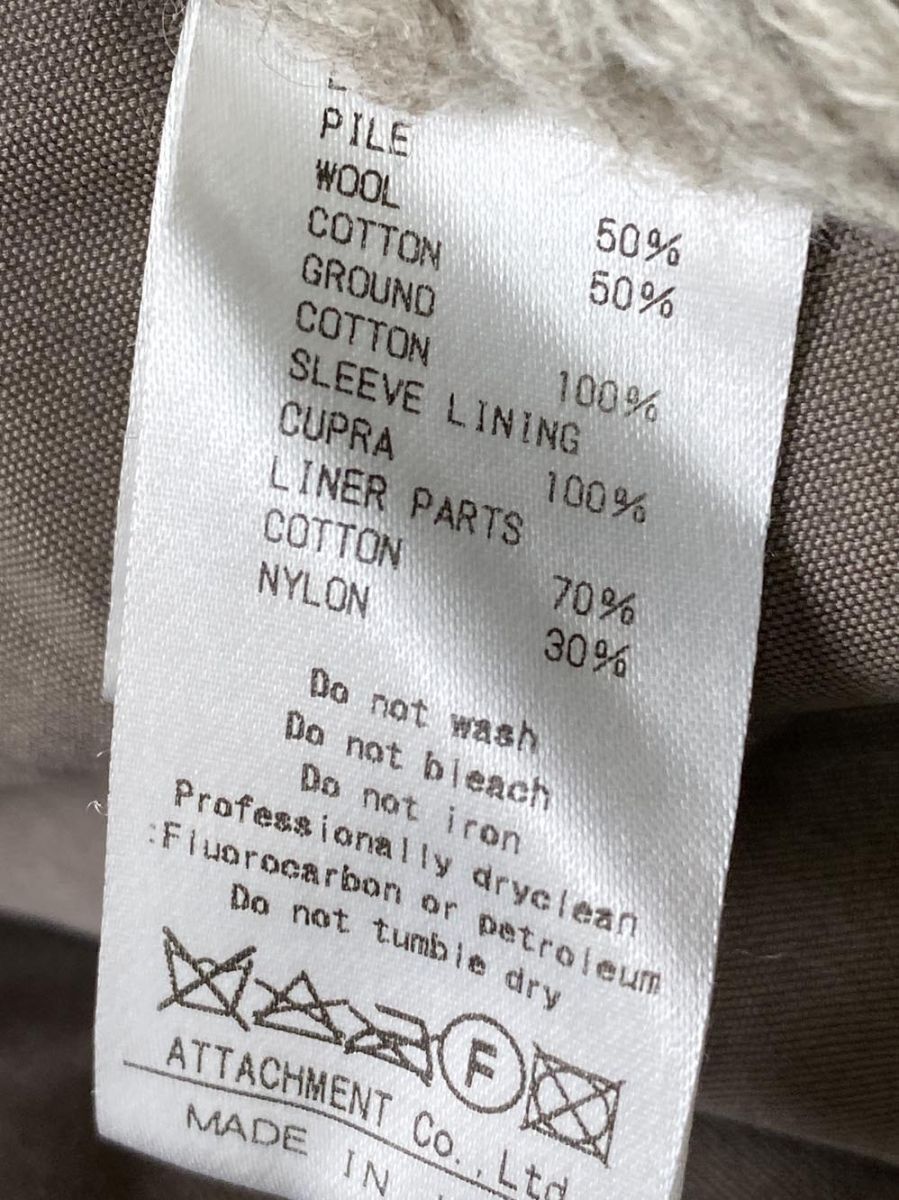 PILE
WOOL 50%
COTTON 50%
GROUND
COTTON 100%
SLEEVE LINING
CUPRA 100%
LINER PARTS
COTTON 70%
NYLON 30%
Do not wash
Do not bleach
Do not iron
Professionally dryclean
:Fluorocarbon or petroleum
Do not tumble dry
F
ATTACHMENT Co.,Ltd
MADE IN